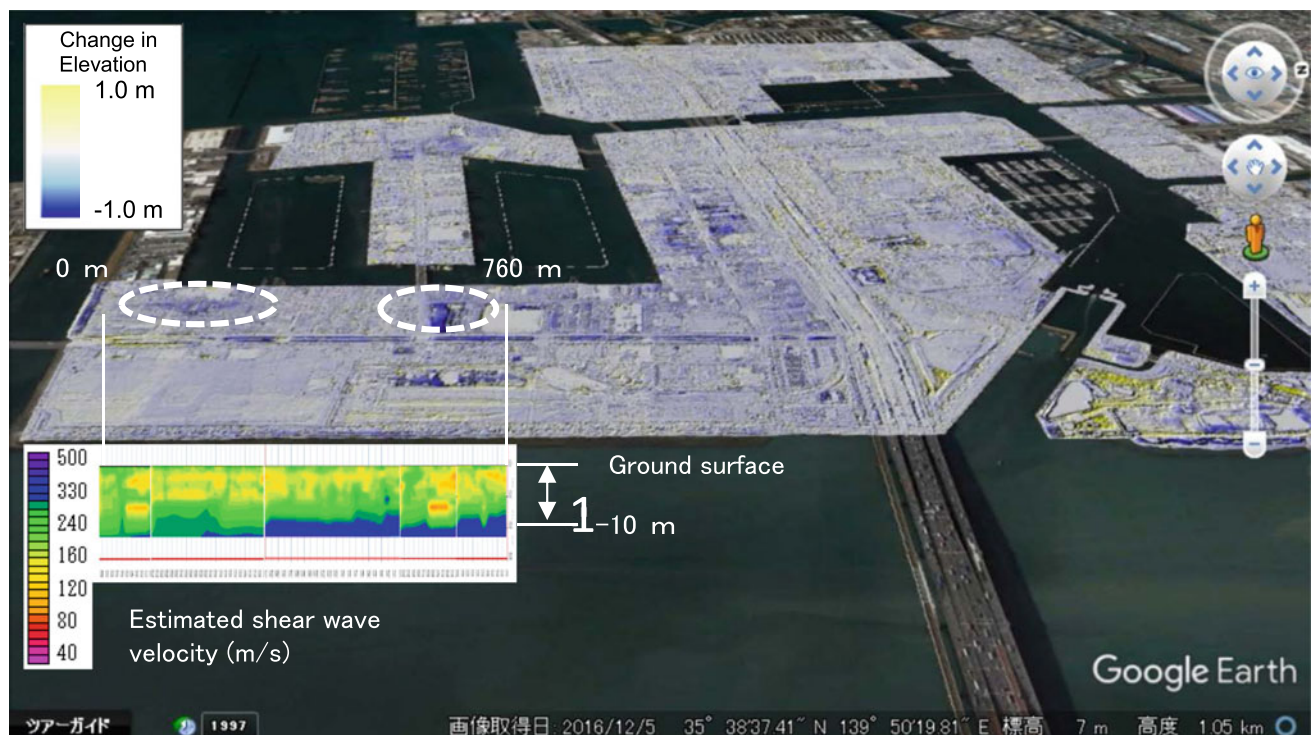 Change in
Elevation
1.0 m
-1.0 m
0 m
760 m
500
330
240
160
120
80
40
Ground surface
1-10 m
Estimated shear wave
velocity (m/s)
N
Google Earth
ツアーガイド
1997
画像取得日: 2016/12/5 35° 38'37.41" N 139° 50'19.81" E 標高 7 m 高度 1.05 km